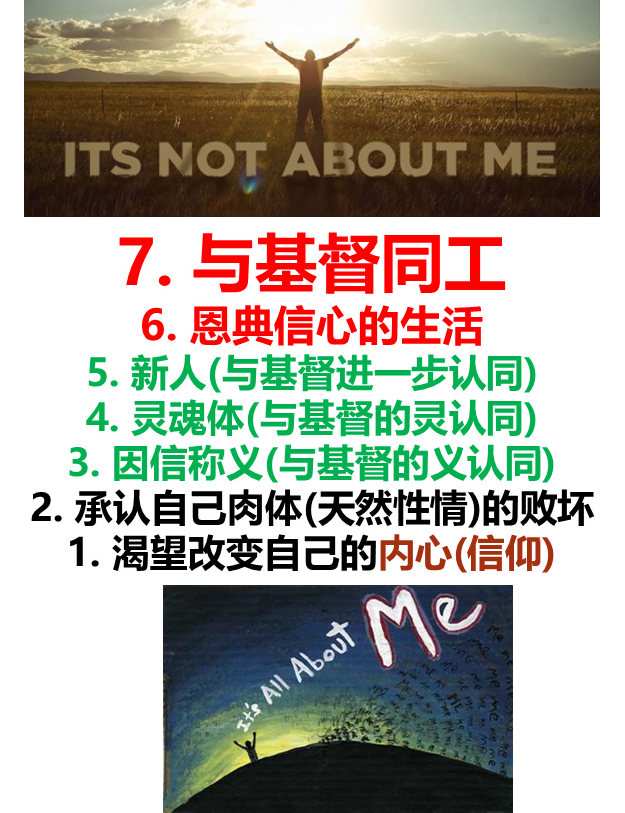 ITS NOT ABOUT ME
7. 与基督同工
6. 恩典信心的生活
5. 新人(与基督进一步认同)
4. 灵魂体(与基督的灵认同)
3. 因信称义(与基督的义认同)
2. 承认自己肉体(天然性情)的败坏
1. 渴望改变自己的内心(信仰)
It's All About Me